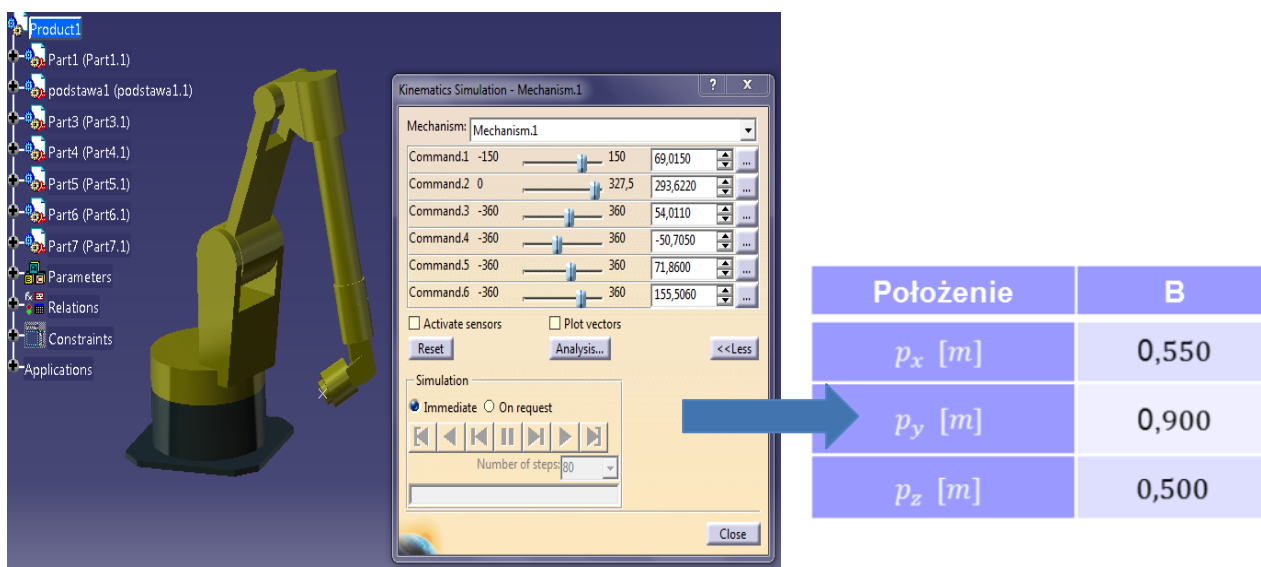 Product1
Part1 (Part1.1)
podstawa1 (podstawa1.1)
Part3 (Part3.1)
Part4 (Part4.1)
Part5 (Part5.1)
Part6 (Part6.1)
Part7 (Part7.1)
Parameters
Relations
Constraints
Applications
Kinematics Simulation - Mechanism.1
Mechanism: Mechanism.1
Command.1 -150 150 69,0150 ...
Command.2 0 327,5 293,6220 ...
Command.3 -360 360 54,0110 ...
Command.4 -360 360 -50,7050 ...
Command.5 -360 360 71,8600 ...
Command.6 -360 360 155,5060 ...
Activate sensors Plot vectors
Reset Analysis... <<Less
Simulation
Immediate On request
Number of steps: 80
Close
Położenie B
p_x [m] 0,550
p_y [m] 0,900
p_z [m] 0,500